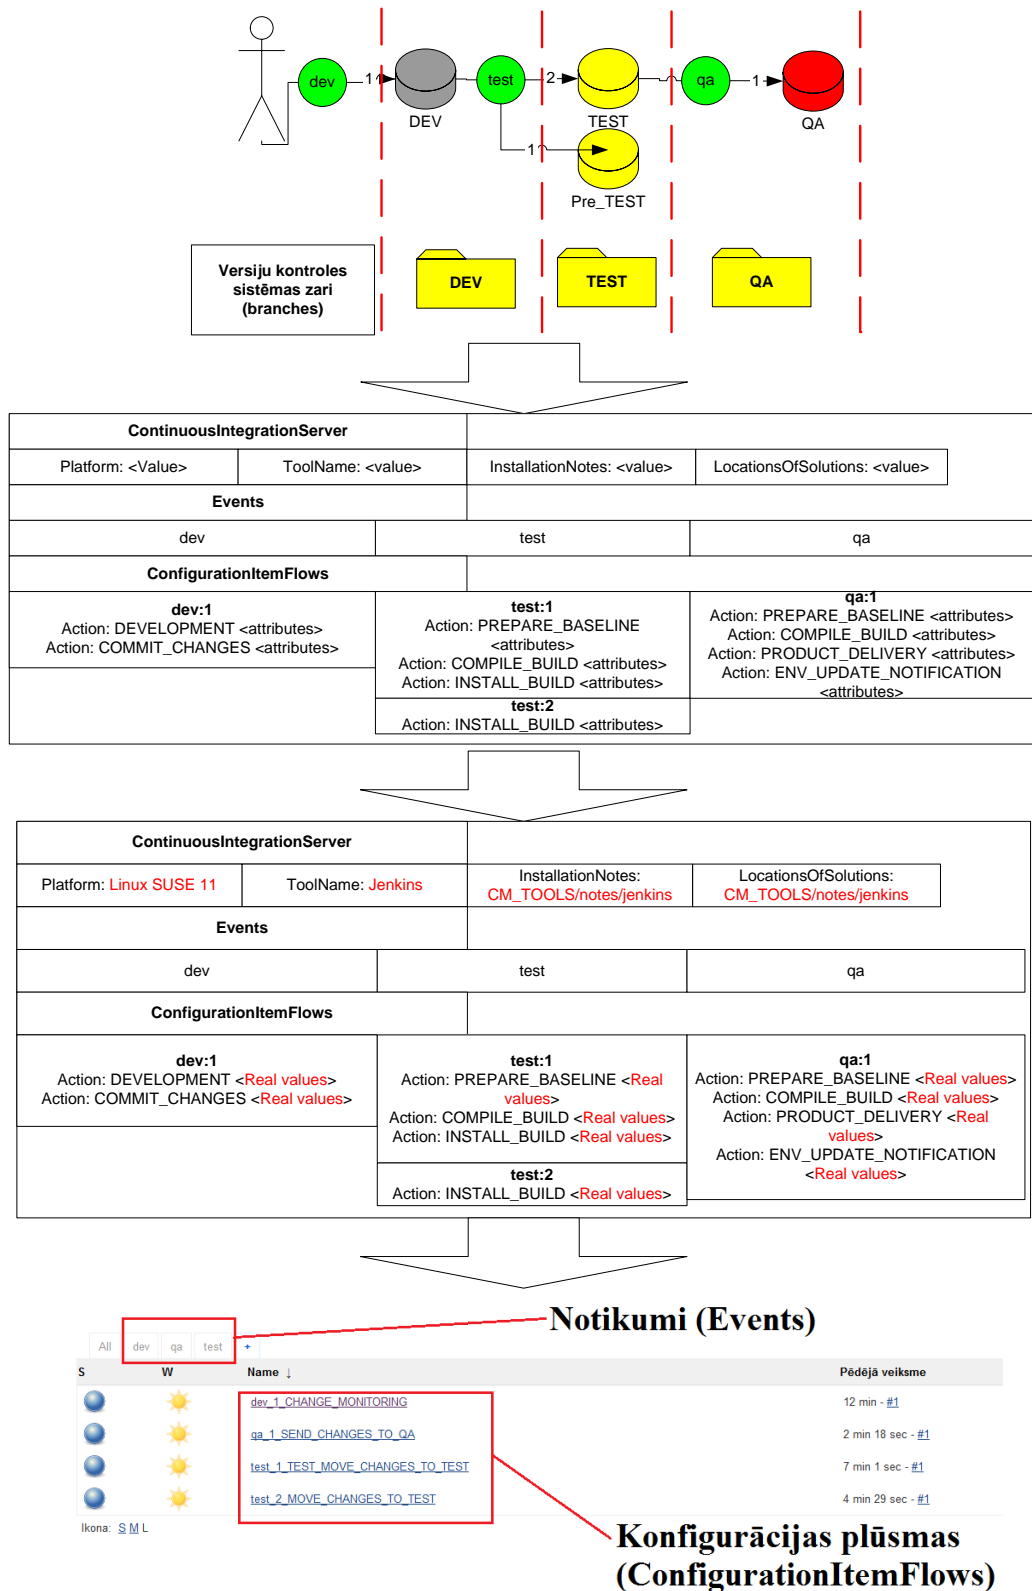 dev
1
DEV
test
2
TEST
qa
1
QA
1
Pre_TEST
Versiju kontroles
sistēmas zari
(branches)
DEV
TEST
QA
ContinuousIntegrationServer
Platform: <Value>
ToolName: <value>
InstallationNotes: <value>
LocationsOfSolutions: <value>
Events
dev
test
qa
ConfigurationItemFlows
dev:1
Action: DEVELOPMENT <attributes>
Action: COMMIT_CHANGES <attributes>
test:1
Action: PREPARE_BASELINE
<attributes>
Action: COMPILE_BUILD <attributes>
Action: INSTALL_BUILD <attributes>
test:2
Action: INSTALL_BUILD <attributes>
qa:1
Action: PREPARE_BASELINE <attributes>
Action: COMPILE_BUILD <attributes>
Action: PRODUCT_DELIVERY <attributes>
Action: ENV_UPDATE_NOTIFICATION
<attributes>
ContinuousIntegrationServer
Platform: Linux SUSE 11
ToolName: Jenkins
InstallationNotes:
CM_TOOLS/notes/jenkins
LocationsOfSolutions:
CM_TOOLS/notes/jenkins
Events
dev
test
qa
ConfigurationItemFlows
dev:1
Action: DEVELOPMENT <Real values>
Action: COMMIT_CHANGES <Real values>
test:1
Action: PREPARE_BASELINE <Real
values>
Action: COMPILE_BUILD <Real values>
Action: INSTALL_BUILD <Real values>
test:2
Action: INSTALL_BUILD <Real values>
qa:1
Action: PREPARE_BASELINE <Real values>
Action: COMPILE_BUILD <Real values>
Action: PRODUCT_DELIVERY <Real
values>
Action: ENV_UPDATE_NOTIFICATION
<Real values>
Notikumi (Events)
All dev qa test +
S W Name ↓ Pēdējā veiksme
dev_1_CHANGE_MONITORING 12 min - #1
qa_1_SEND_CHANGES_TO_QA 2 min 18 sec - #1
test_1_TEST_MOVE_CHANGES_TO_TEST 7 min 1 sec - #1
test_2_MOVE_CHANGES_TO_TEST 4 min 29 sec - #1
Ikona: S M L
Konfigurācijas plūsmas
(ConfigurationItemFlows)